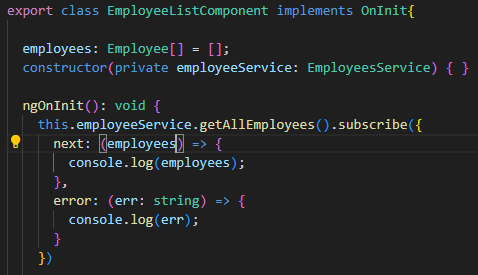 export class EmployeeListComponent implements OnInit{
employees: Employee[] = [];
constructor(private employeeService: EmployeesService) { }
ngOnInit(): void {
this.employeeService.getAllEmployees().subscribe({
next: (employees) => {
console.log(employees);
},
error: (err: string) => {
console.log(err);
}
})